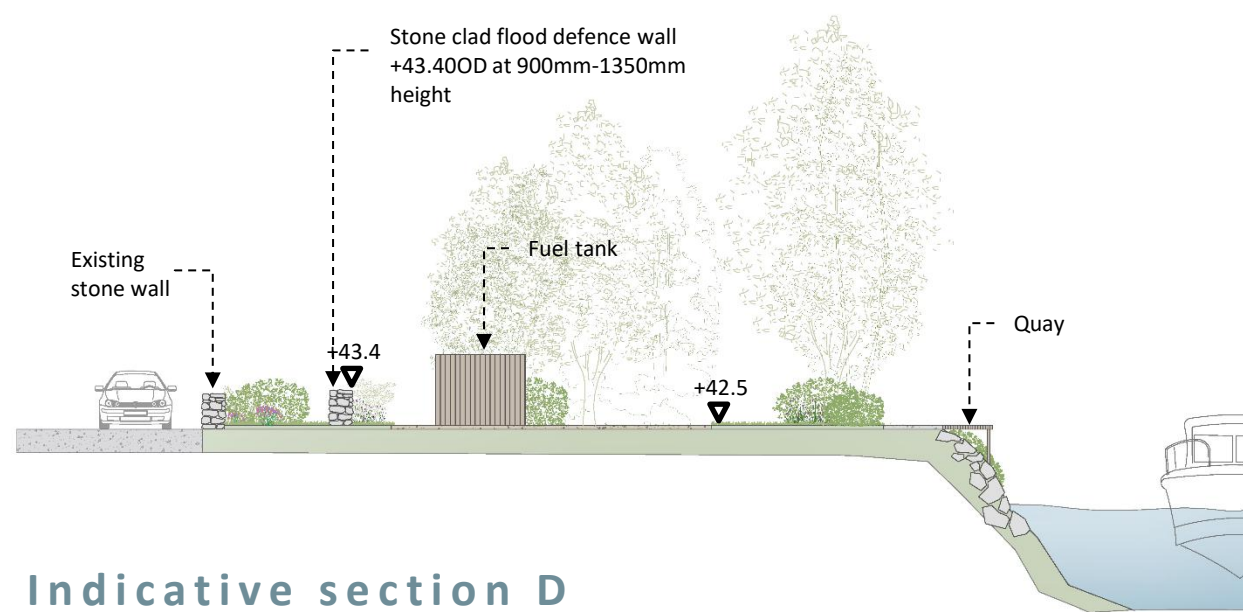 Stone clad flood defence wall
+43.40OD at 900mm-1350mm
height
Existing
stone wall
Fuel tank
Quay
+43.4
+42.5
Indicative section D